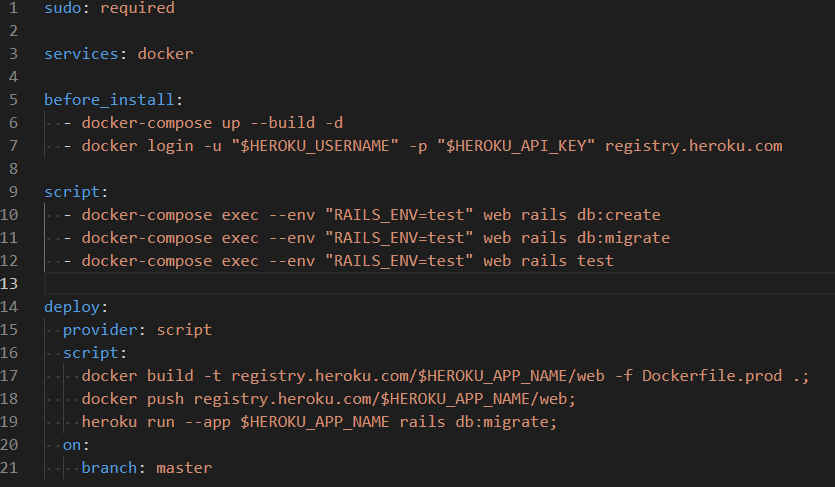 1 sudo: required
2
3 services: docker
4
5 before_install:
6 - docker-compose up --build -d
7 - docker login -u "$HEROKU_USERNAME" -p "$HEROKU_API_KEY" registry.heroku.com
8
9 script:
10 - docker-compose exec --env "RAILS_ENV=test" web rails db:create
11 - docker-compose exec --env "RAILS_ENV=test" web rails db:migrate
12 - docker-compose exec --env "RAILS_ENV=test" web rails test
13
14 deploy:
15 provider: script
16 script:
17 docker build -t registry.heroku.com/$HEROKU_APP_NAME/web -f Dockerfile.prod .;
18 docker push registry.heroku.com/$HEROKU_APP_NAME/web;
19 heroku run --app $HEROKU_APP_NAME rails db:migrate;
20 on:
21 branch: master